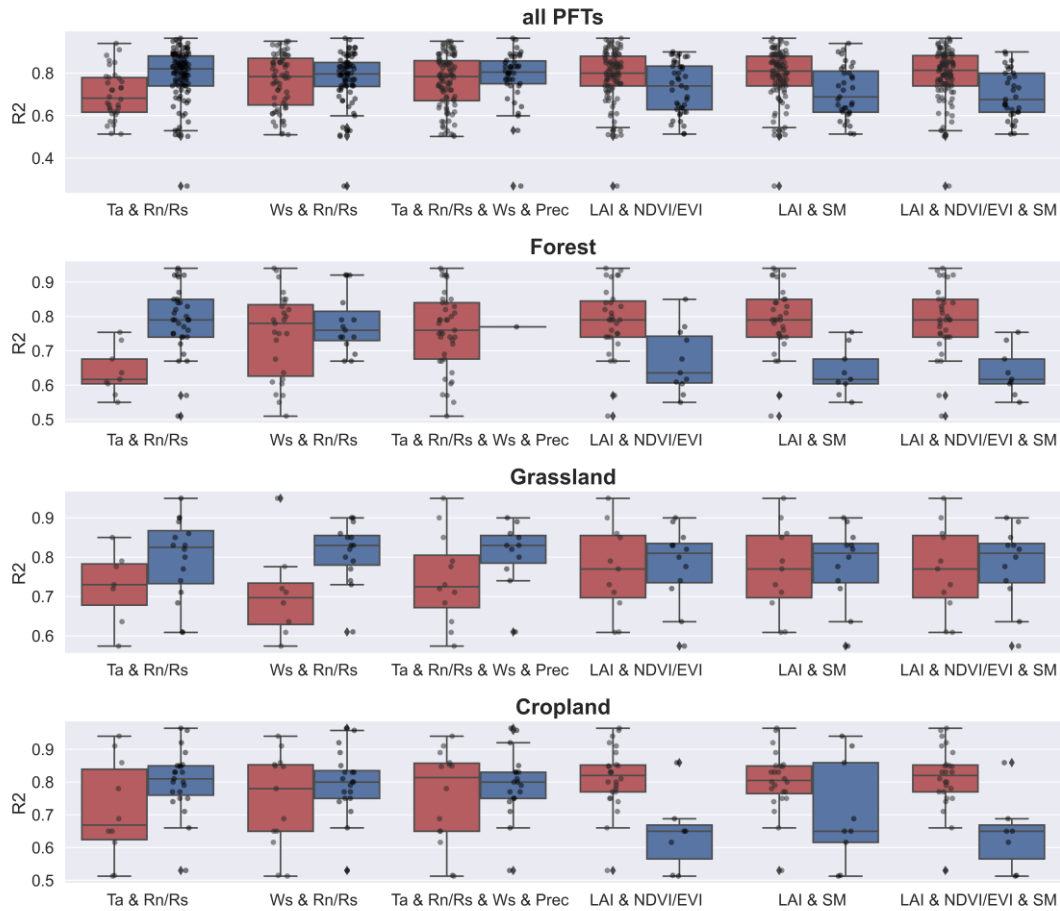 all PFTs
0.8
0.6
0.4
R2
Ta & Rn/Rs Ws & Rn/Rs Ta & Rn/Rs & Ws & Prec LAI & NDVI/EVI LAI & SM LAI & NDVI/EVI & SM
Forest
0.9
0.8
0.7
0.6
0.5
R2
Ta & Rn/Rs Ws & Rn/Rs Ta & Rn/Rs & Ws & Prec LAI & NDVI/EVI LAI & SM LAI & NDVI/EVI & SM
Grassland
0.9
0.8
0.7
0.6
R2
Ta & Rn/Rs Ws & Rn/Rs Ta & Rn/Rs & Ws & Prec LAI & NDVI/EVI LAI & SM LAI & NDVI/EVI & SM
Cropland
0.9
0.8
0.7
0.6
0.5
R2
Ta & Rn/Rs Ws & Rn/Rs Ta & Rn/Rs & Ws & Prec LAI & NDVI/EVI LAI & SM LAI & NDVI/EVI & SM